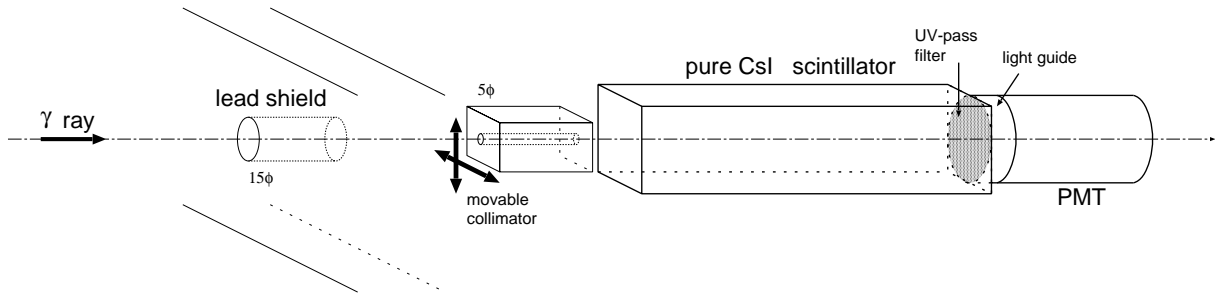 UV-pass
filter
light guide
pure CsI scintillator
5ϕ
lead shield
γ ray
15ϕ
movable
collimator
PMT